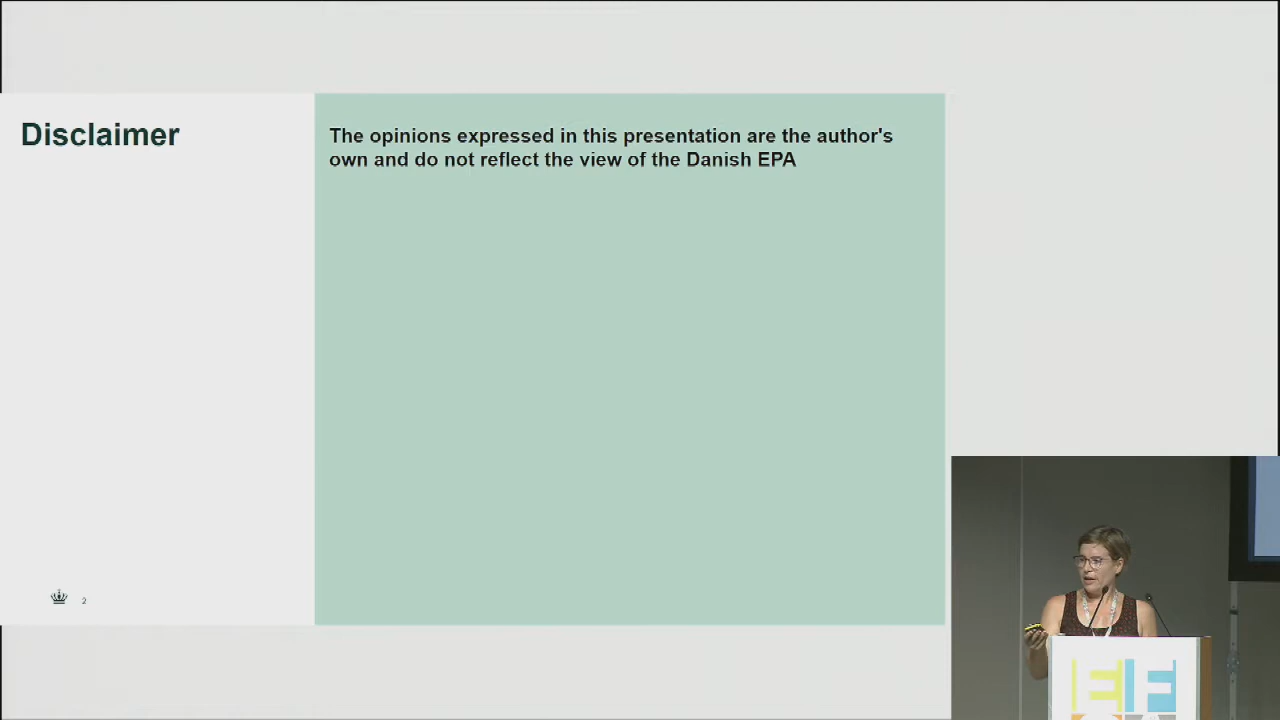 Disclaimer
The opinions expressed in this presentation are the author's
own and do not reflect the view of the Danish EPA
2
EF